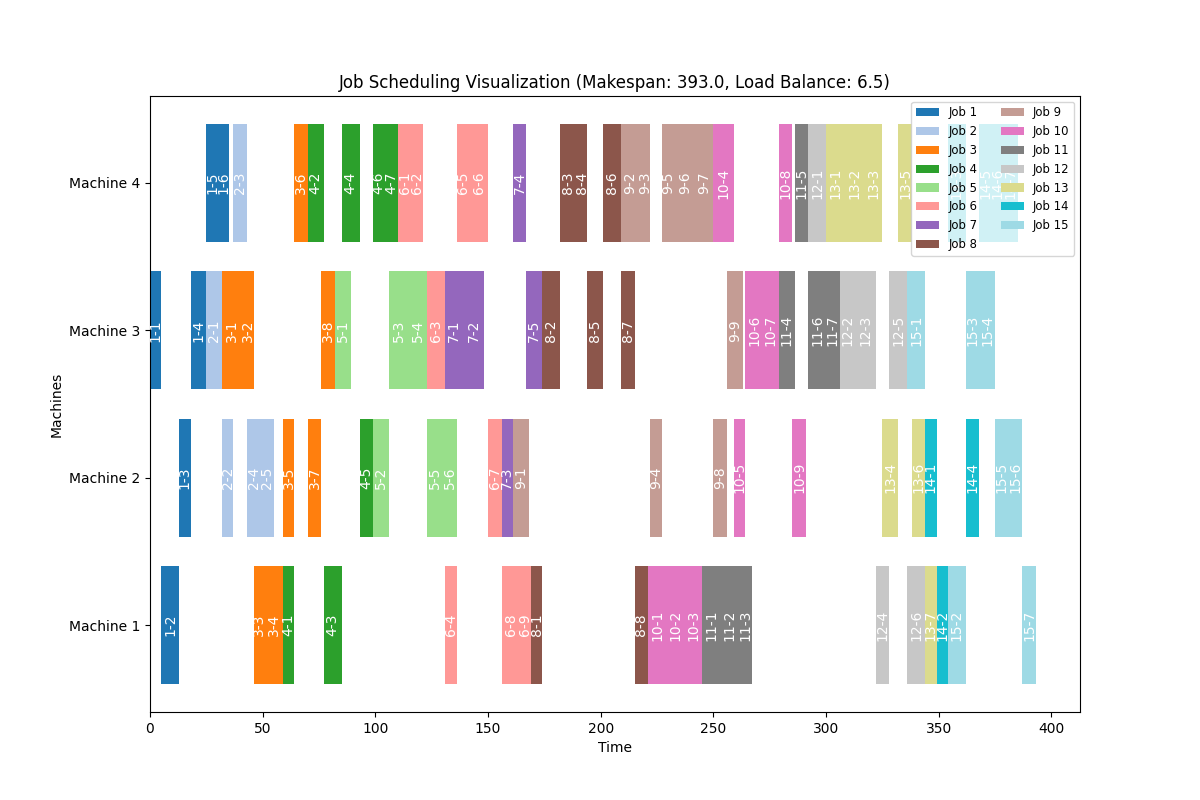 Job Scheduling Visualization (Makespan: 393.0, Load Balance: 6.5)
Machines
Machine 4
1-5 1-6 2-3 3-6 4-2 4-4 4-6 4-7 6-1 6-2 6-5 6-6 7-4 8-3 8-4 8-6 9-2 9-3 9-5 9-6 9-7 10-4 10-8 11-5 12-1 13-1 13-2 13-3 13-5
Job 1 Job 9
Job 2 Job 10
Job 3 Job 11
Job 4 Job 12
Job 5 Job 13
Job 6 Job 14
Job 7 Job 15
Job 8
Machine 3
1-1 1-4 2-1 3-1 3-2 3-8 5-1 5-3 5-4 6-3 7-1 7-2 7-5 8-2 8-5 8-7 9-9 10-6 10-7 11-4 11-6 11-7 12-2 12-3 12-5 15-1 15-3 15-4
Machine 2
1-3 2-2 2-4 2-5 3-5 3-7 4-5 5-2 5-5 5-6 6-7 7-3 9-1 9-4 9-8 10-5 10-9 13-4 13-6 14-1 14-4 15-5 15-6
Machine 1
1-2 3-3 3-4 4-1 4-3 6-4 6-8 6-9 8-1 8-8 10-1 10-2 10-3 11-1 11-2 11-3 12-4 12-6 13-7 14-2 15-2 15-7
0 50 100 150 200 250 300 350 400
Time